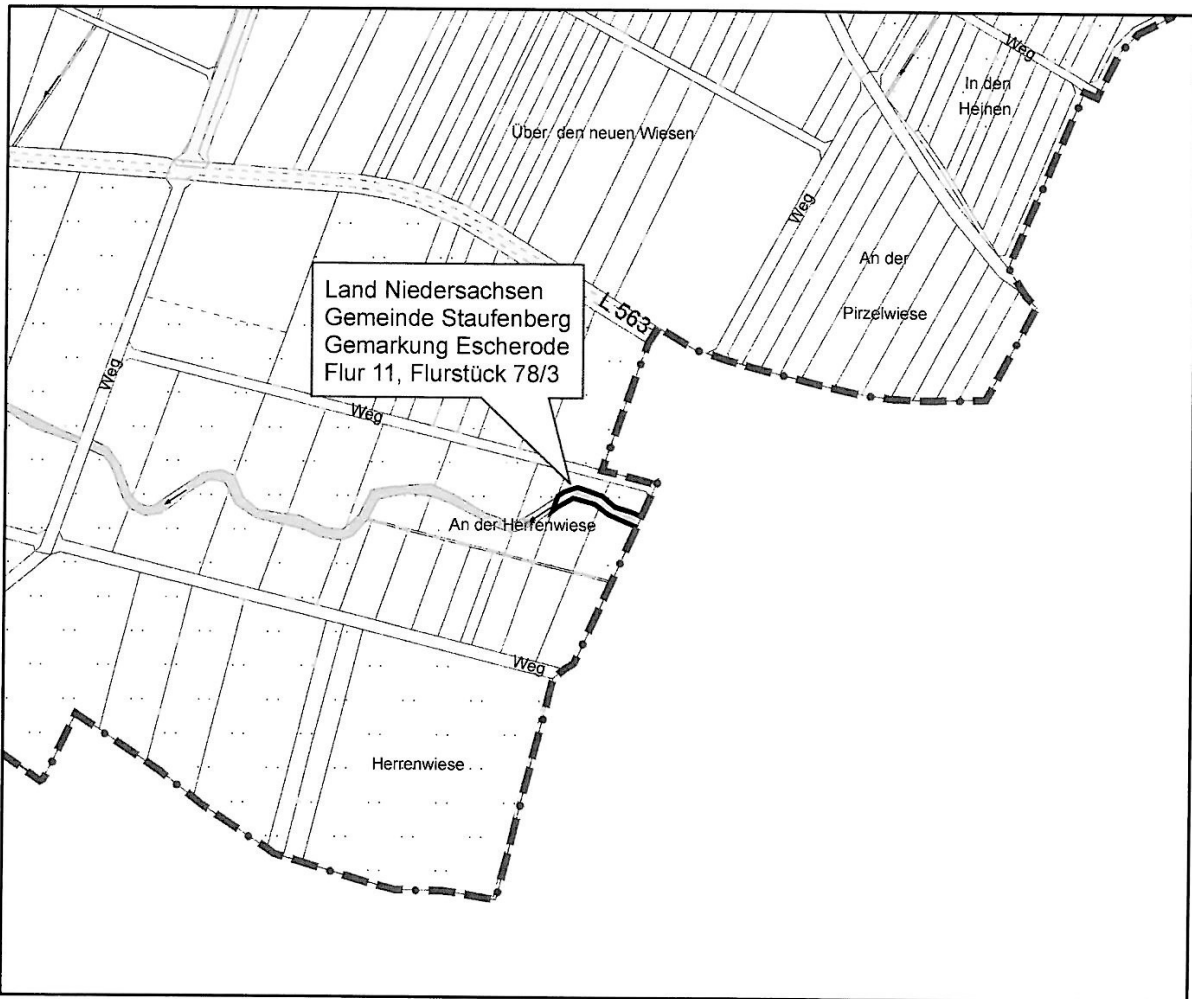 Weg
In den
Heinen
Über den neuen Wiesen
Weg
An der
Pirzelwiese
Land Niedersachsen
Gemeinde Staufenberg
Gemarkung Escherode
Flur 11, Flurstück 78/3
L 563
Weg
Weg
An der Herrenwiese
Weg
Herrenwiese